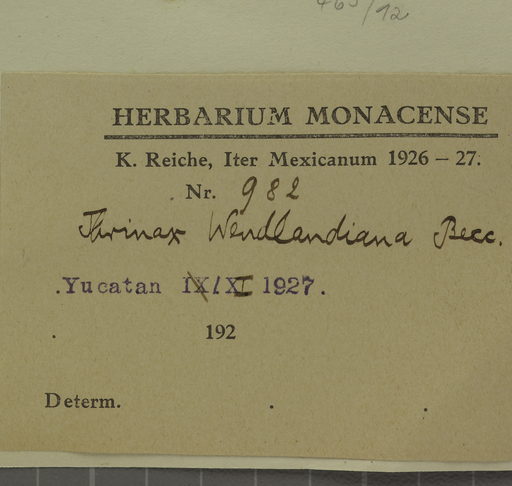 HERBARIUM MONACENSE
K. Reiche, Iter Mexicanum 1926 – 27.
Nr. 982
Thrinax Wendlandiana Becc.
Yucatan IX/XI 1927.
192
Determ.